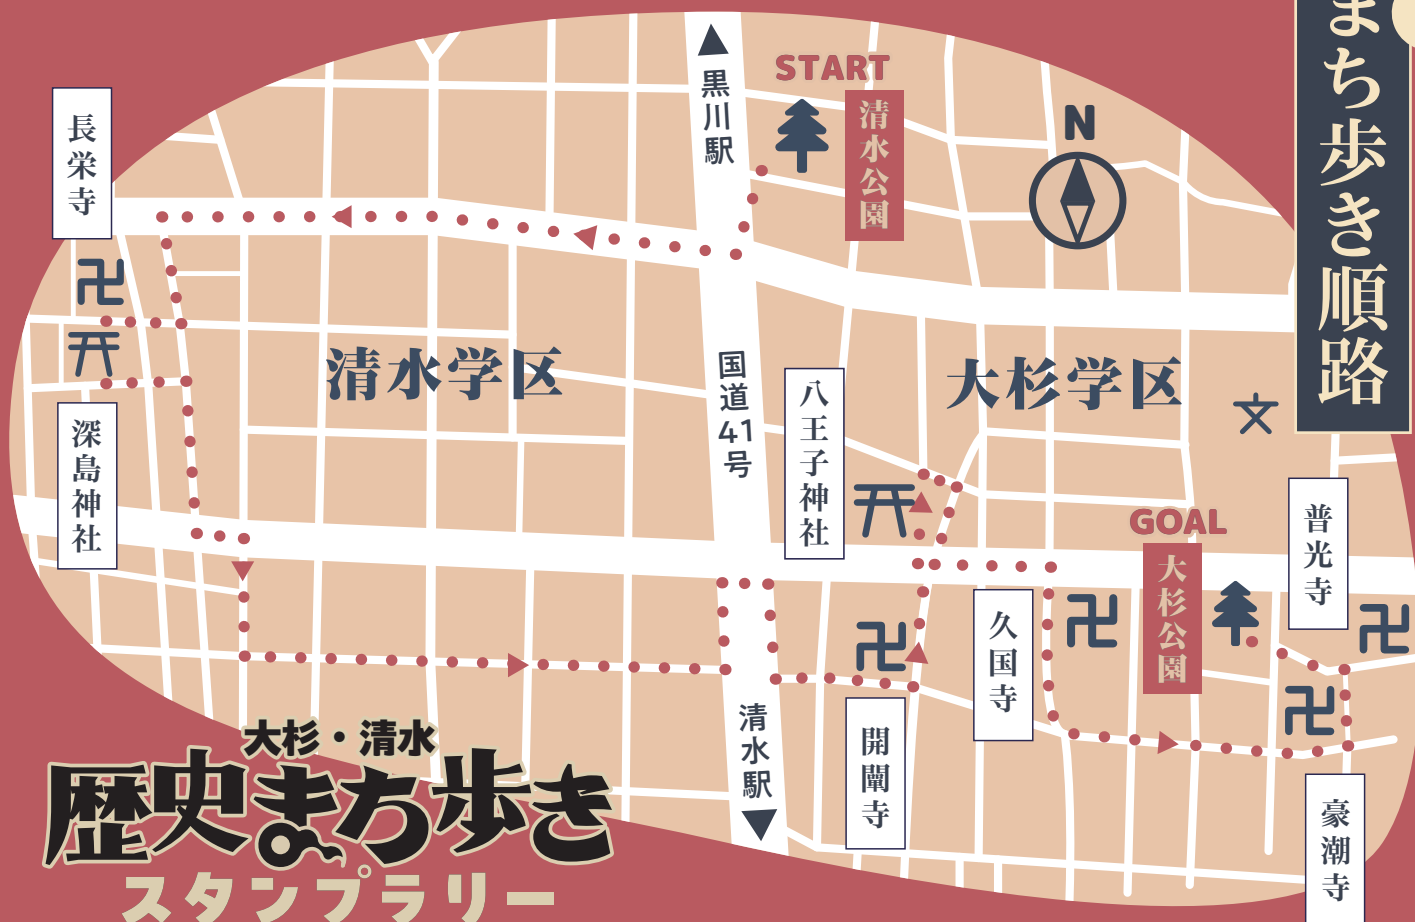 まち歩き順路
黒川駅
START
清水公園
N
長栄寺
清水学区
国道41号
八王子神社
大杉学区
文
深島神社
GOAL
大杉公園
普光寺
久国寺
開闡寺
清水駅
豪潮寺
大杉・清水
歴史まち歩き
スタンプラリー